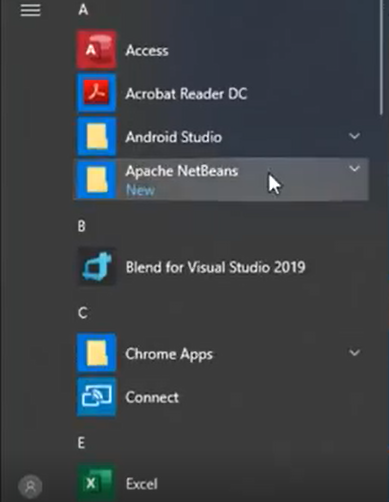 A
Access
Acrobat Reader DC
Android Studio
Apache NetBeans
New
B
Blend for Visual Studio 2019
C
Chrome Apps
Connect
E
Excel